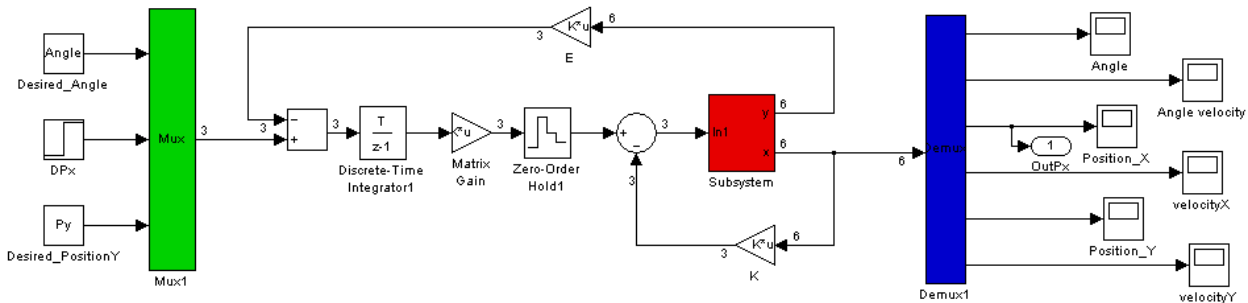 Angle
Desired_Angle
DPx
Py
Desired_PositionY
Mux
Mux1
3
3
K*u
3
6
E
−
+
3
T
z-1
Discrete-Time
Integrator1
*u
Matrix
Gain
3
Zero-Order
Hold1
+
−
3
In1
y
x
Subsystem
6
6
6
K*u
3
6
K
3
Demux
Demux1
Angle
Angle velocity
Position_X
1
OutPx
velocityX
Position_Y
velocityY